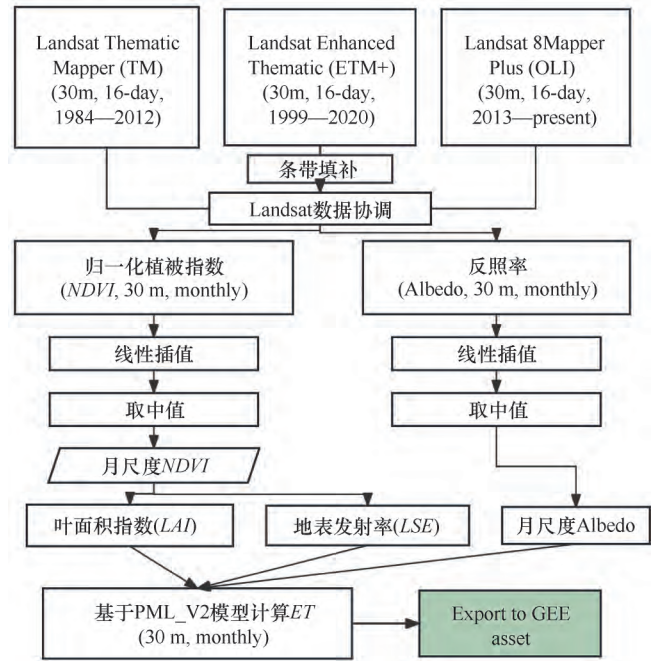 Landsat Thematic
Mapper (TM)
(30m, 16-day,
1984—2012)
Landsat Enhanced
Thematic (ETM+)
(30m, 16-day,
1999—2020)
Landsat 8Mapper
Plus (OLI)
(30m, 16-day,
2013—present)
条带填补
Landsat数据协调
归一化植被指数
(NDVI, 30 m, monthly)
反照率
(Albedo, 30 m, monthly)
线性插值
线性插值
取中值
取中值
月尺度NDVI
叶面积指数(LAI)
地表发射率(LSE)
月尺度Albedo
基于PML_V2模型计算ET
(30 m, monthly)
Export to GEE
asset